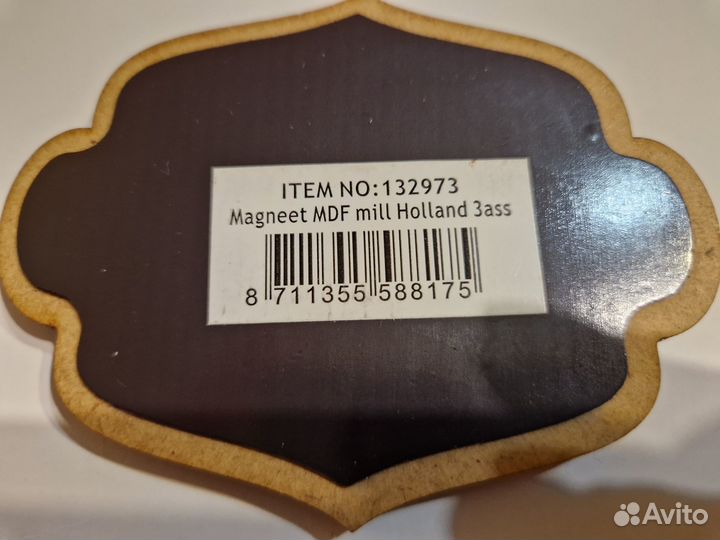 ITEM NO:132973
Magneet MDF mill Holland 3ass
8 711355 588175
Avito